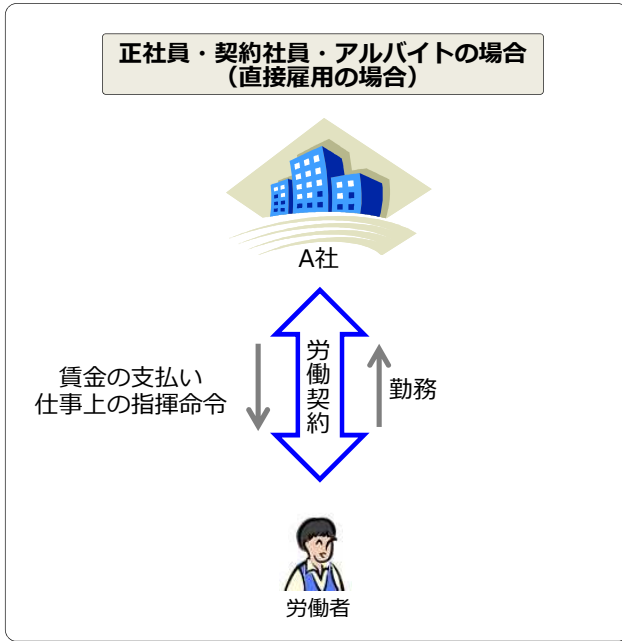 正社員・契約社員・アルバイトの場合
（直接雇用の場合）
A社
賃金の支払い
仕事上の指揮命令
労働契約
勤務
労働者